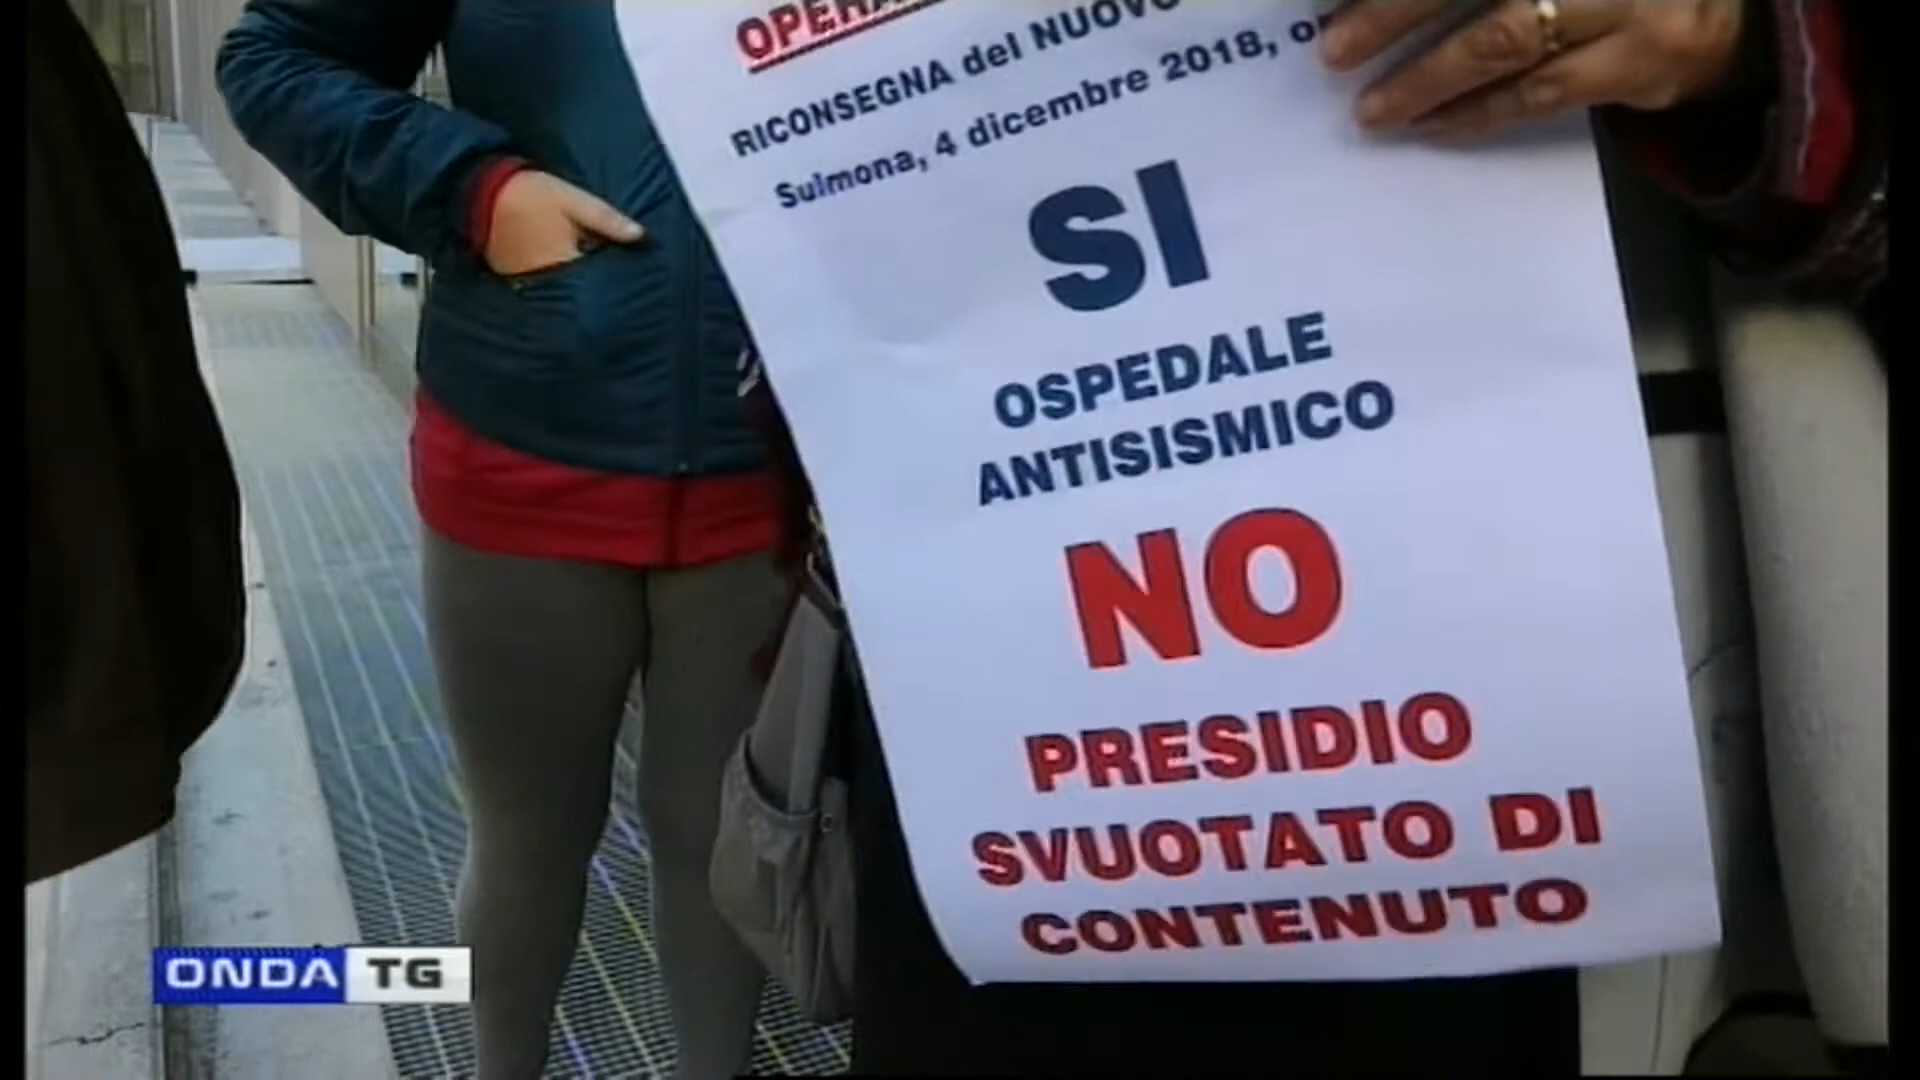 RICONSEGNA del NUOVO
Sulmona, 4 dicembre 2018,
SI
OSPEDALE
ANTISISMICO
NO
PRESIDIO
SVUOTATO DI
CONTENUTO
ONDA TG